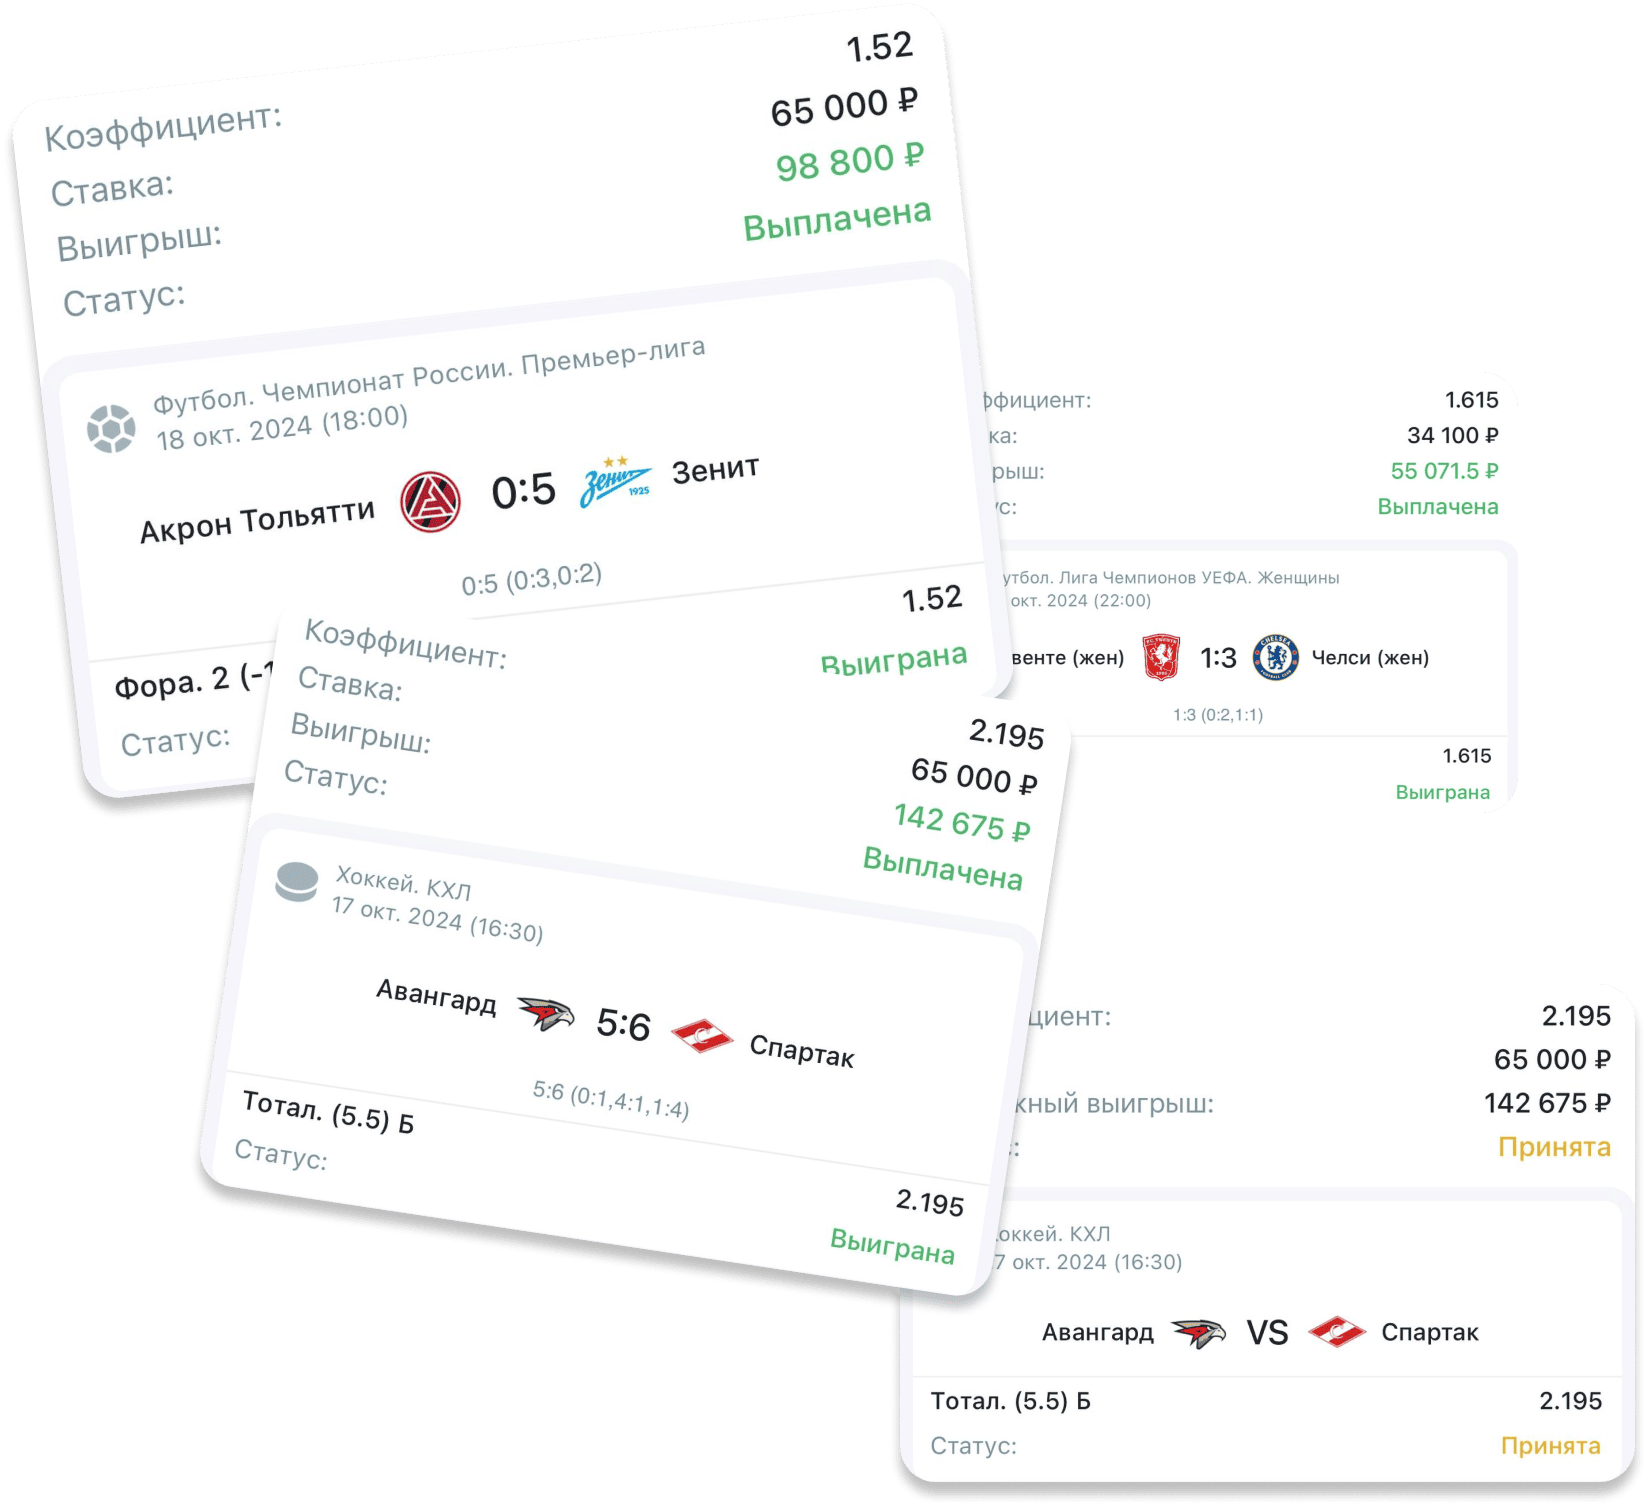 Коэффициент: 1.52
Ставка: 65 000 ₽
Выигрыш: 98 800 ₽
Статус: Выплачена
Футбол. Чемпионат России. Премьер-лига
18 окт. 2024 (18:00)
Акрон Тольятти 0:5 Зенит 1925
0:5 (0:3,0:2)
Фора. 2 (-1 1.52
Статус: Выиграна
ффициент: 1.615
ка: 34 100 ₽
рыш: 55 071.5 ₽
ус: Выплачена
утбол. Лига Чемпионов УЕФА. Женщины
окт. 2024 (22:00)
венте (жен) 1:3 CHELSEA Челси (жен)
1:3 (0:2,1:1)
1.615
Выиграна
Коэффициент: 2.195
Ставка: 65 000 ₽
Выигрыш: 142 675 ₽
Статус: Выплачена
Хоккей. КХЛ
17 окт. 2024 (16:30)
Авангард 5:6 Спартак
5:6 (0:1,4:1,1:4)
Тотал. (5.5) Б 2.195
Статус: Выиграна
циент: 2.195
65 000 ₽
жный выигрыш: 142 675 ₽
: Принята
оккей. КХЛ
7 окт. 2024 (16:30)
Авангард VS Спартак
Тотал. (5.5) Б 2.195
Статус: Принята